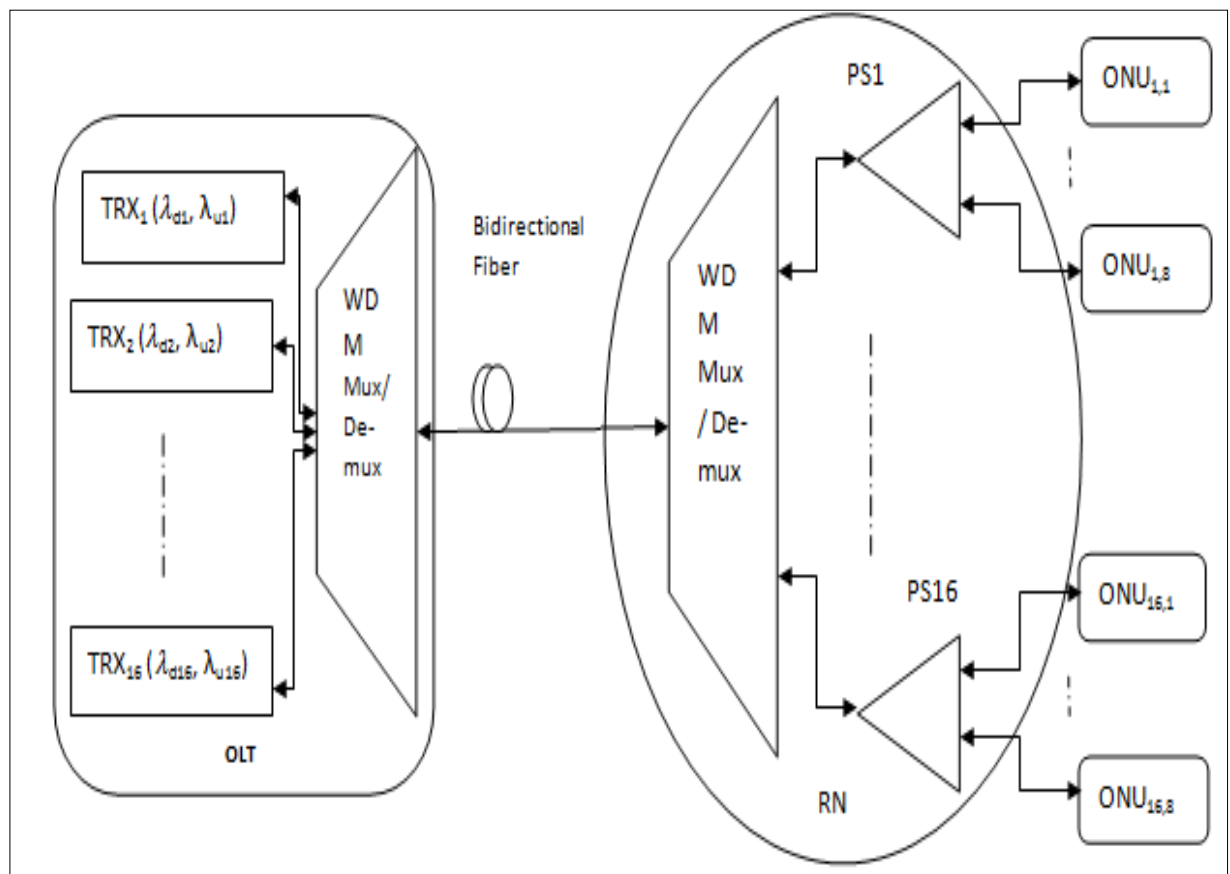 TRX₁ (λd1, λu1)
TRX₂ (λd2, λu2)
TRX₁₆ (λd16, λu16)
OLT
WD
M
Mux/
De-
mux
Bidirectional
Fiber
WD
M
Mux
/ De-
mux
RN
PS1
PS16
ONU₁,₁
ONU₁,₈
ONU₁₆,₁
ONU₁₆,₈